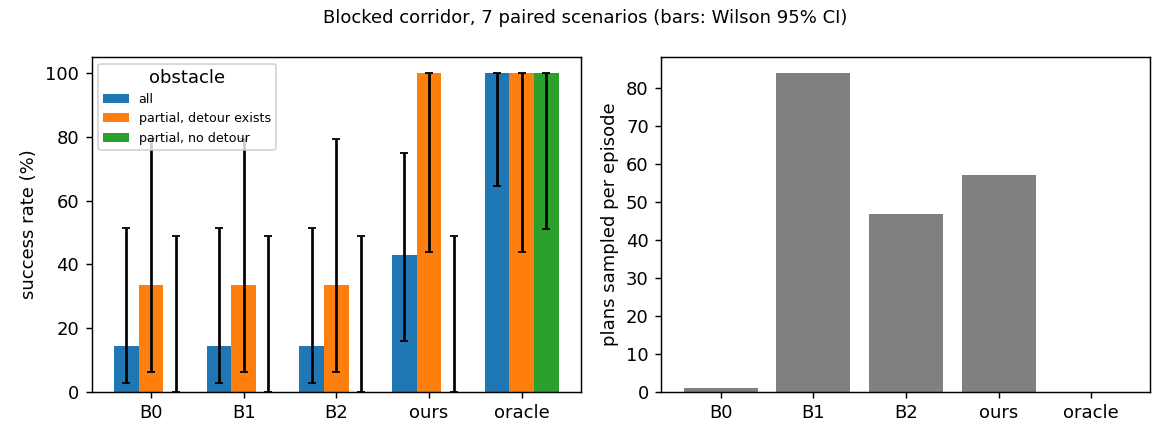 Blocked corridor, 7 paired scenarios (bars: Wilson 95% CI)
success rate (%)
100
80
60
40
20
0
obstacle
all
partial, detour exists
partial, no detour
B0
B1
B2
ours
oracle
plans sampled per episode
80
70
60
50
40
30
20
10
0
B0
B1
B2
ours
oracle